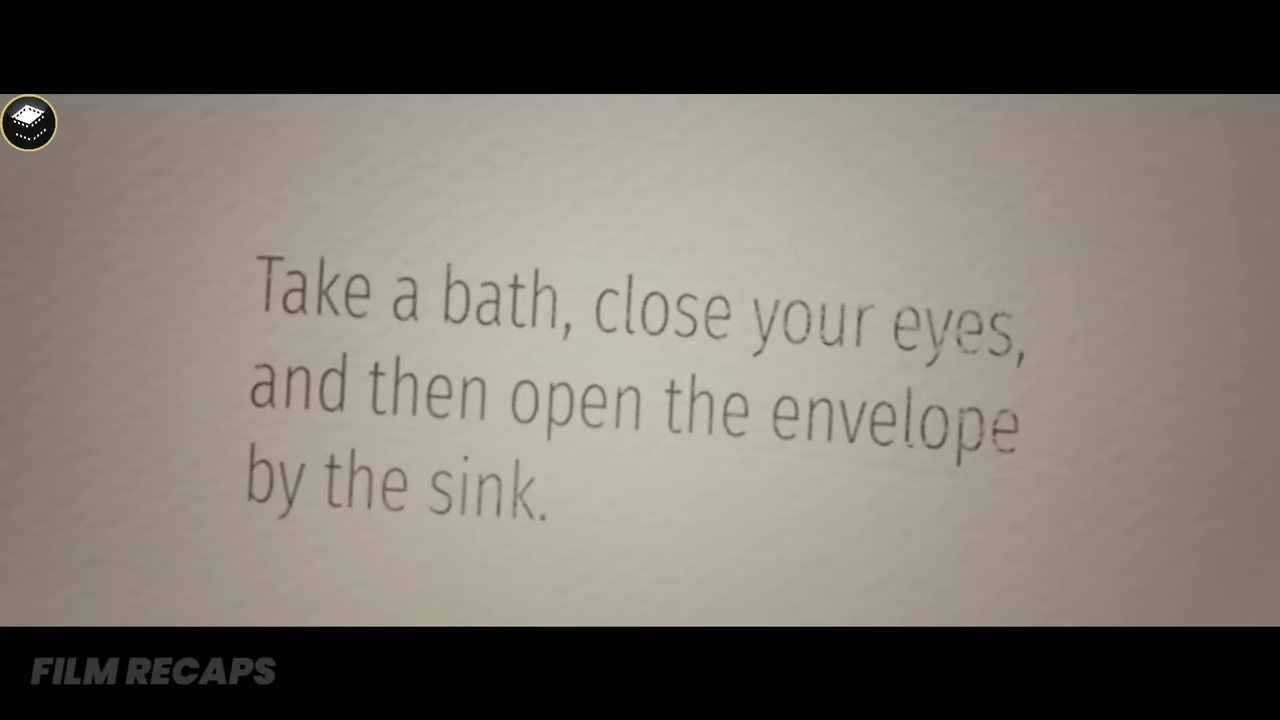 Take a bath, close your eyes,
and then open the envelope
by the sink.
FILM RECAPS